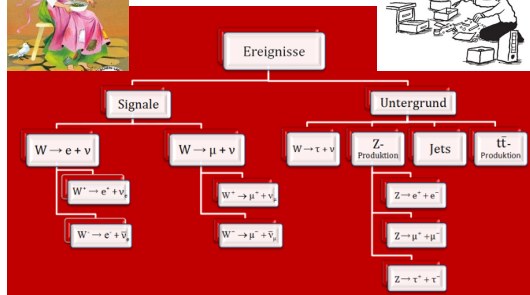 Ereignisse
Signale
Untergrund
W → e + ν
W → μ + ν
W → τ + ν
Z-
Produktion
Jets
tt̄-
Produktion
W⁺ → e⁺ + νₑ
W⁻ → e⁻ + ν̄ₑ
W⁺ → μ⁺ + ν_μ
W⁻ → μ⁻ + ν̄_μ
Z → e⁺ + e⁻
Z → μ⁺ + μ⁻
Z → τ⁺ + τ⁻